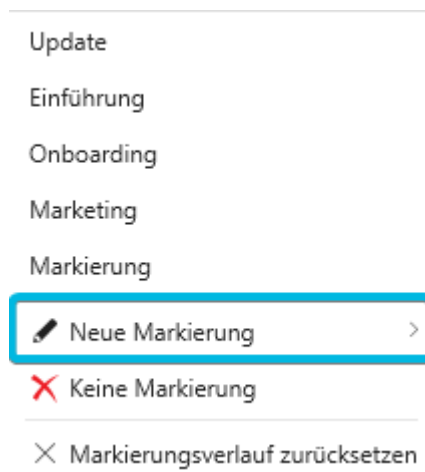 Update
Einführung
Onboarding
Marketing
Markierung
Neue Markierung
Keine Markierung
Markierungsverlauf zurücksetzen